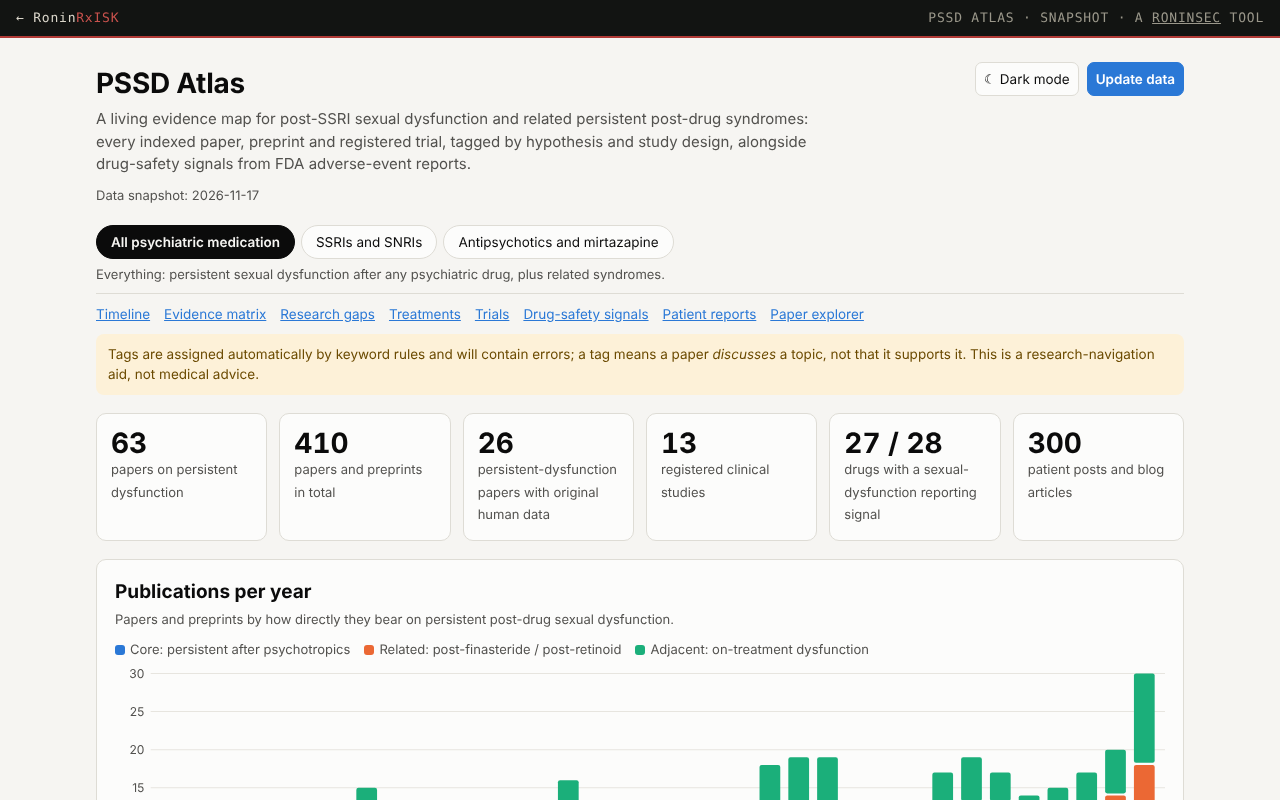 ← RoninRxISK
PSSD ATLAS · SNAPSHOT · A RONINSEC TOOL
PSSD Atlas
☾ Dark mode
Update data
A living evidence map for post-SSRI sexual dysfunction and related persistent post-drug syndromes:
every indexed paper, preprint and registered trial, tagged by hypothesis and study design, alongside
drug-safety signals from FDA adverse-event reports.
Data snapshot: 2026-11-17
All psychiatric medication
SSRIs and SNRIs
Antipsychotics and mirtazapine
Everything: persistent sexual dysfunction after any psychiatric drug, plus related syndromes.
Timeline Evidence matrix Research gaps Treatments Trials Drug-safety signals Patient reports Paper explorer
Tags are assigned automatically by keyword rules and will contain errors; a tag means a paper discusses a topic, not that it supports it. This is a research-navigation
aid, not medical advice.
63
papers on persistent
dysfunction
410
papers and preprints
in total
26
persistent-dysfunction
papers with original
human data
13
registered clinical
studies
27 / 28
drugs with a sexual-
dysfunction reporting
signal
300
patient posts and blog
articles
Publications per year
Papers and preprints by how directly they bear on persistent post-drug sexual dysfunction.
Core: persistent after psychotropics
Related: post-finasteride / post-retinoid
Adjacent: on-treatment dysfunction
30
25
20
15